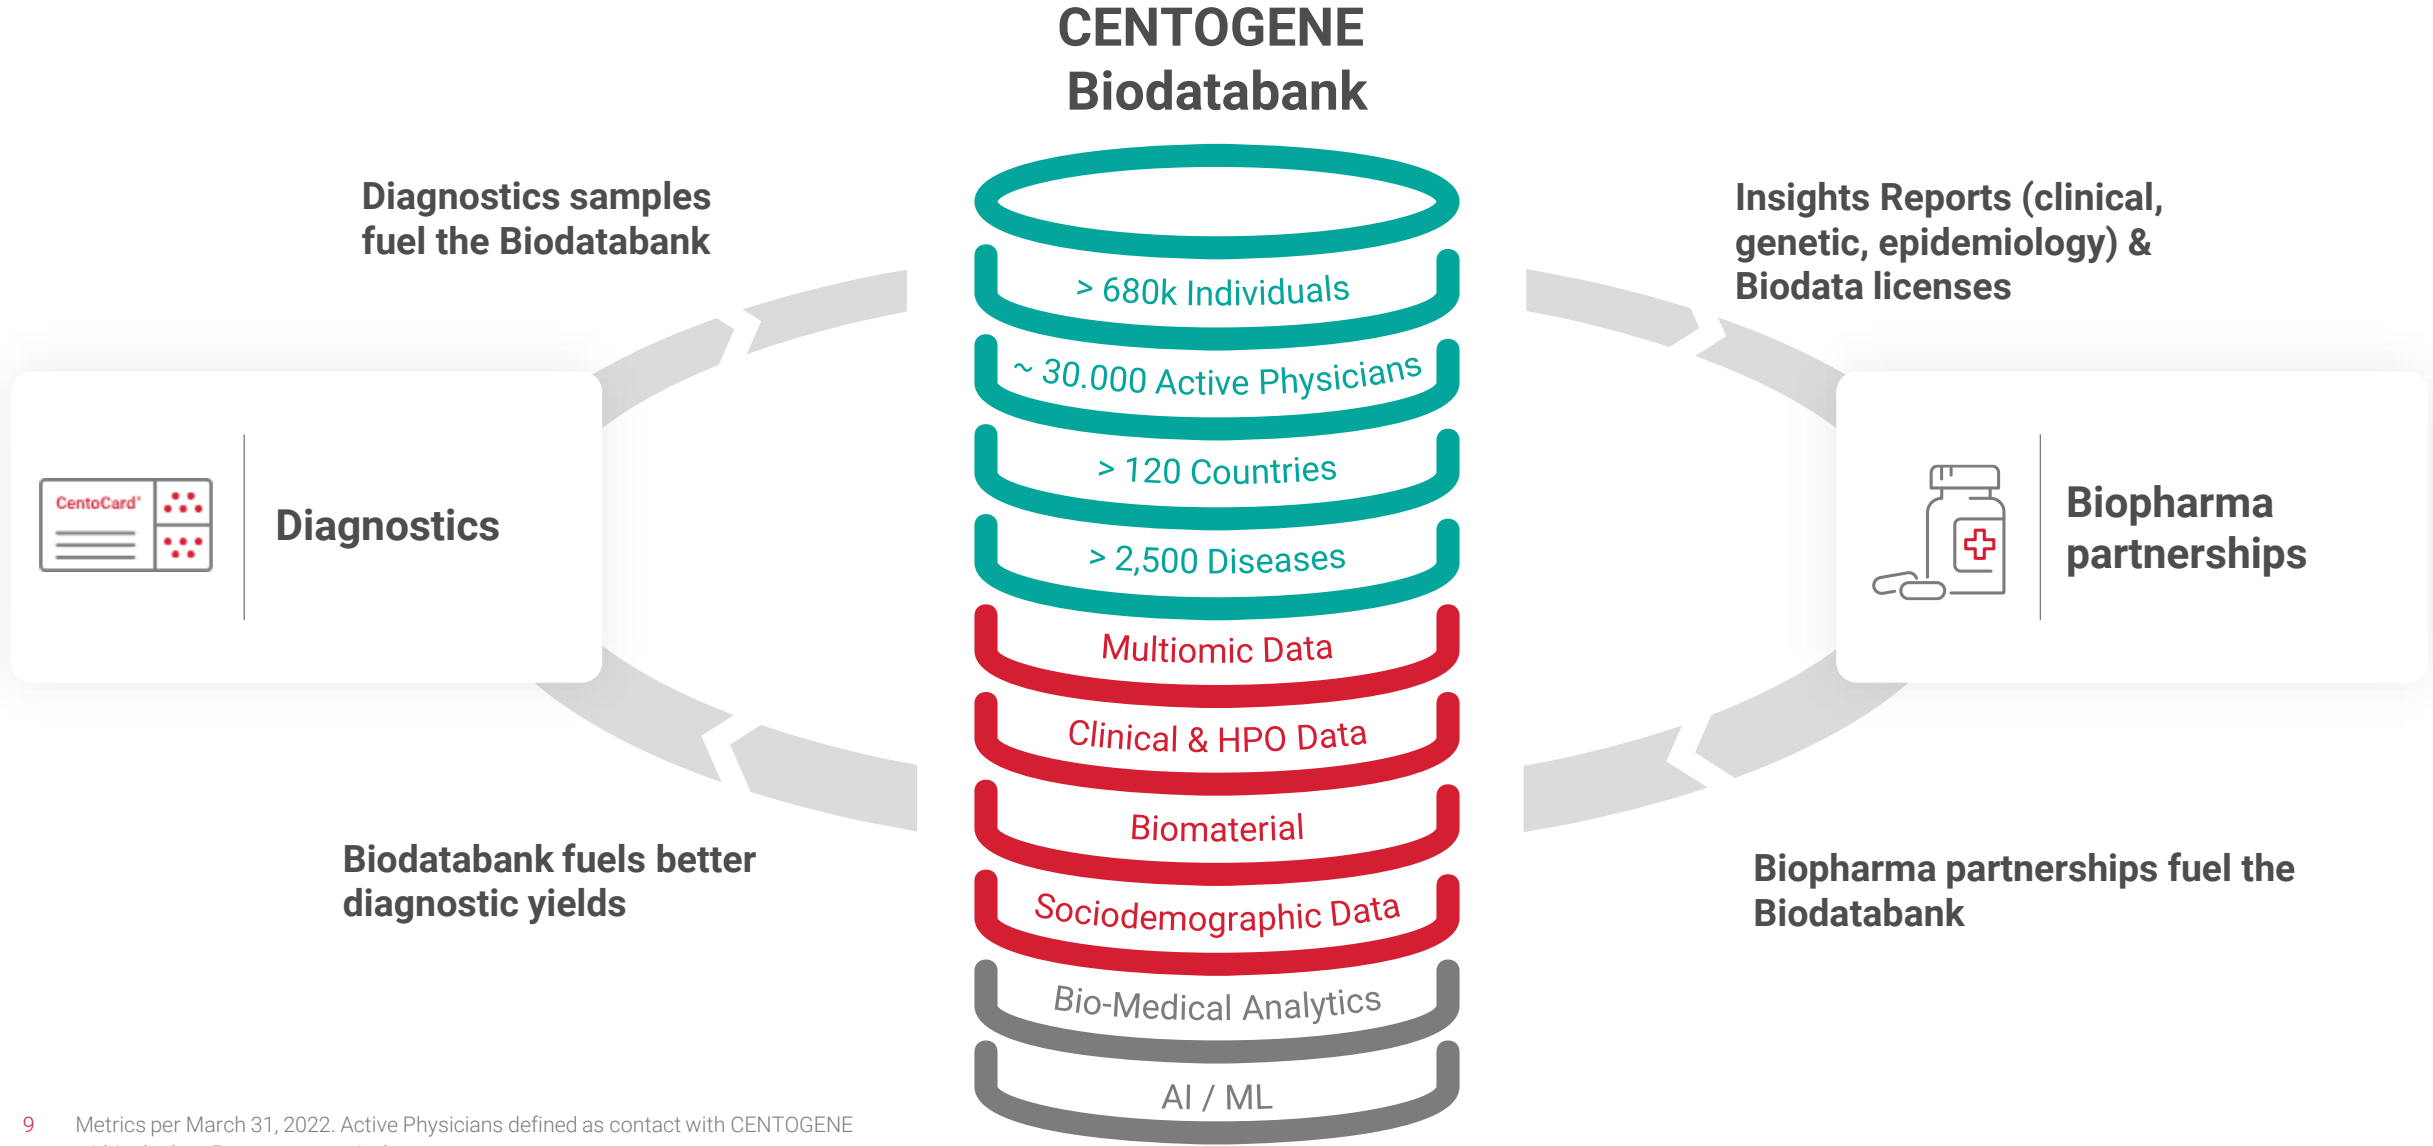 CENTOGENE
Biodatabank
Diagnostics samples
fuel the Biodatabank
Insights Reports (clinical,
genetic, epidemiology) &
Biodata licenses
> 680k Individuals
~ 30.000 Active Physicians
> 120 Countries
> 2,500 Diseases
Multiomic Data
Clinical & HPO Data
Biomaterial
Sociodemographic Data
Bio-Medical Analytics
AI / ML
CentoCard®
Diagnostics
Biopharma
partnerships
Biodatabank fuels better
diagnostic yields
Biopharma partnerships fuel the
Biodatabank
9
Metrics per March 31, 2022. Active Physicians defined as contact with CENTOGENE